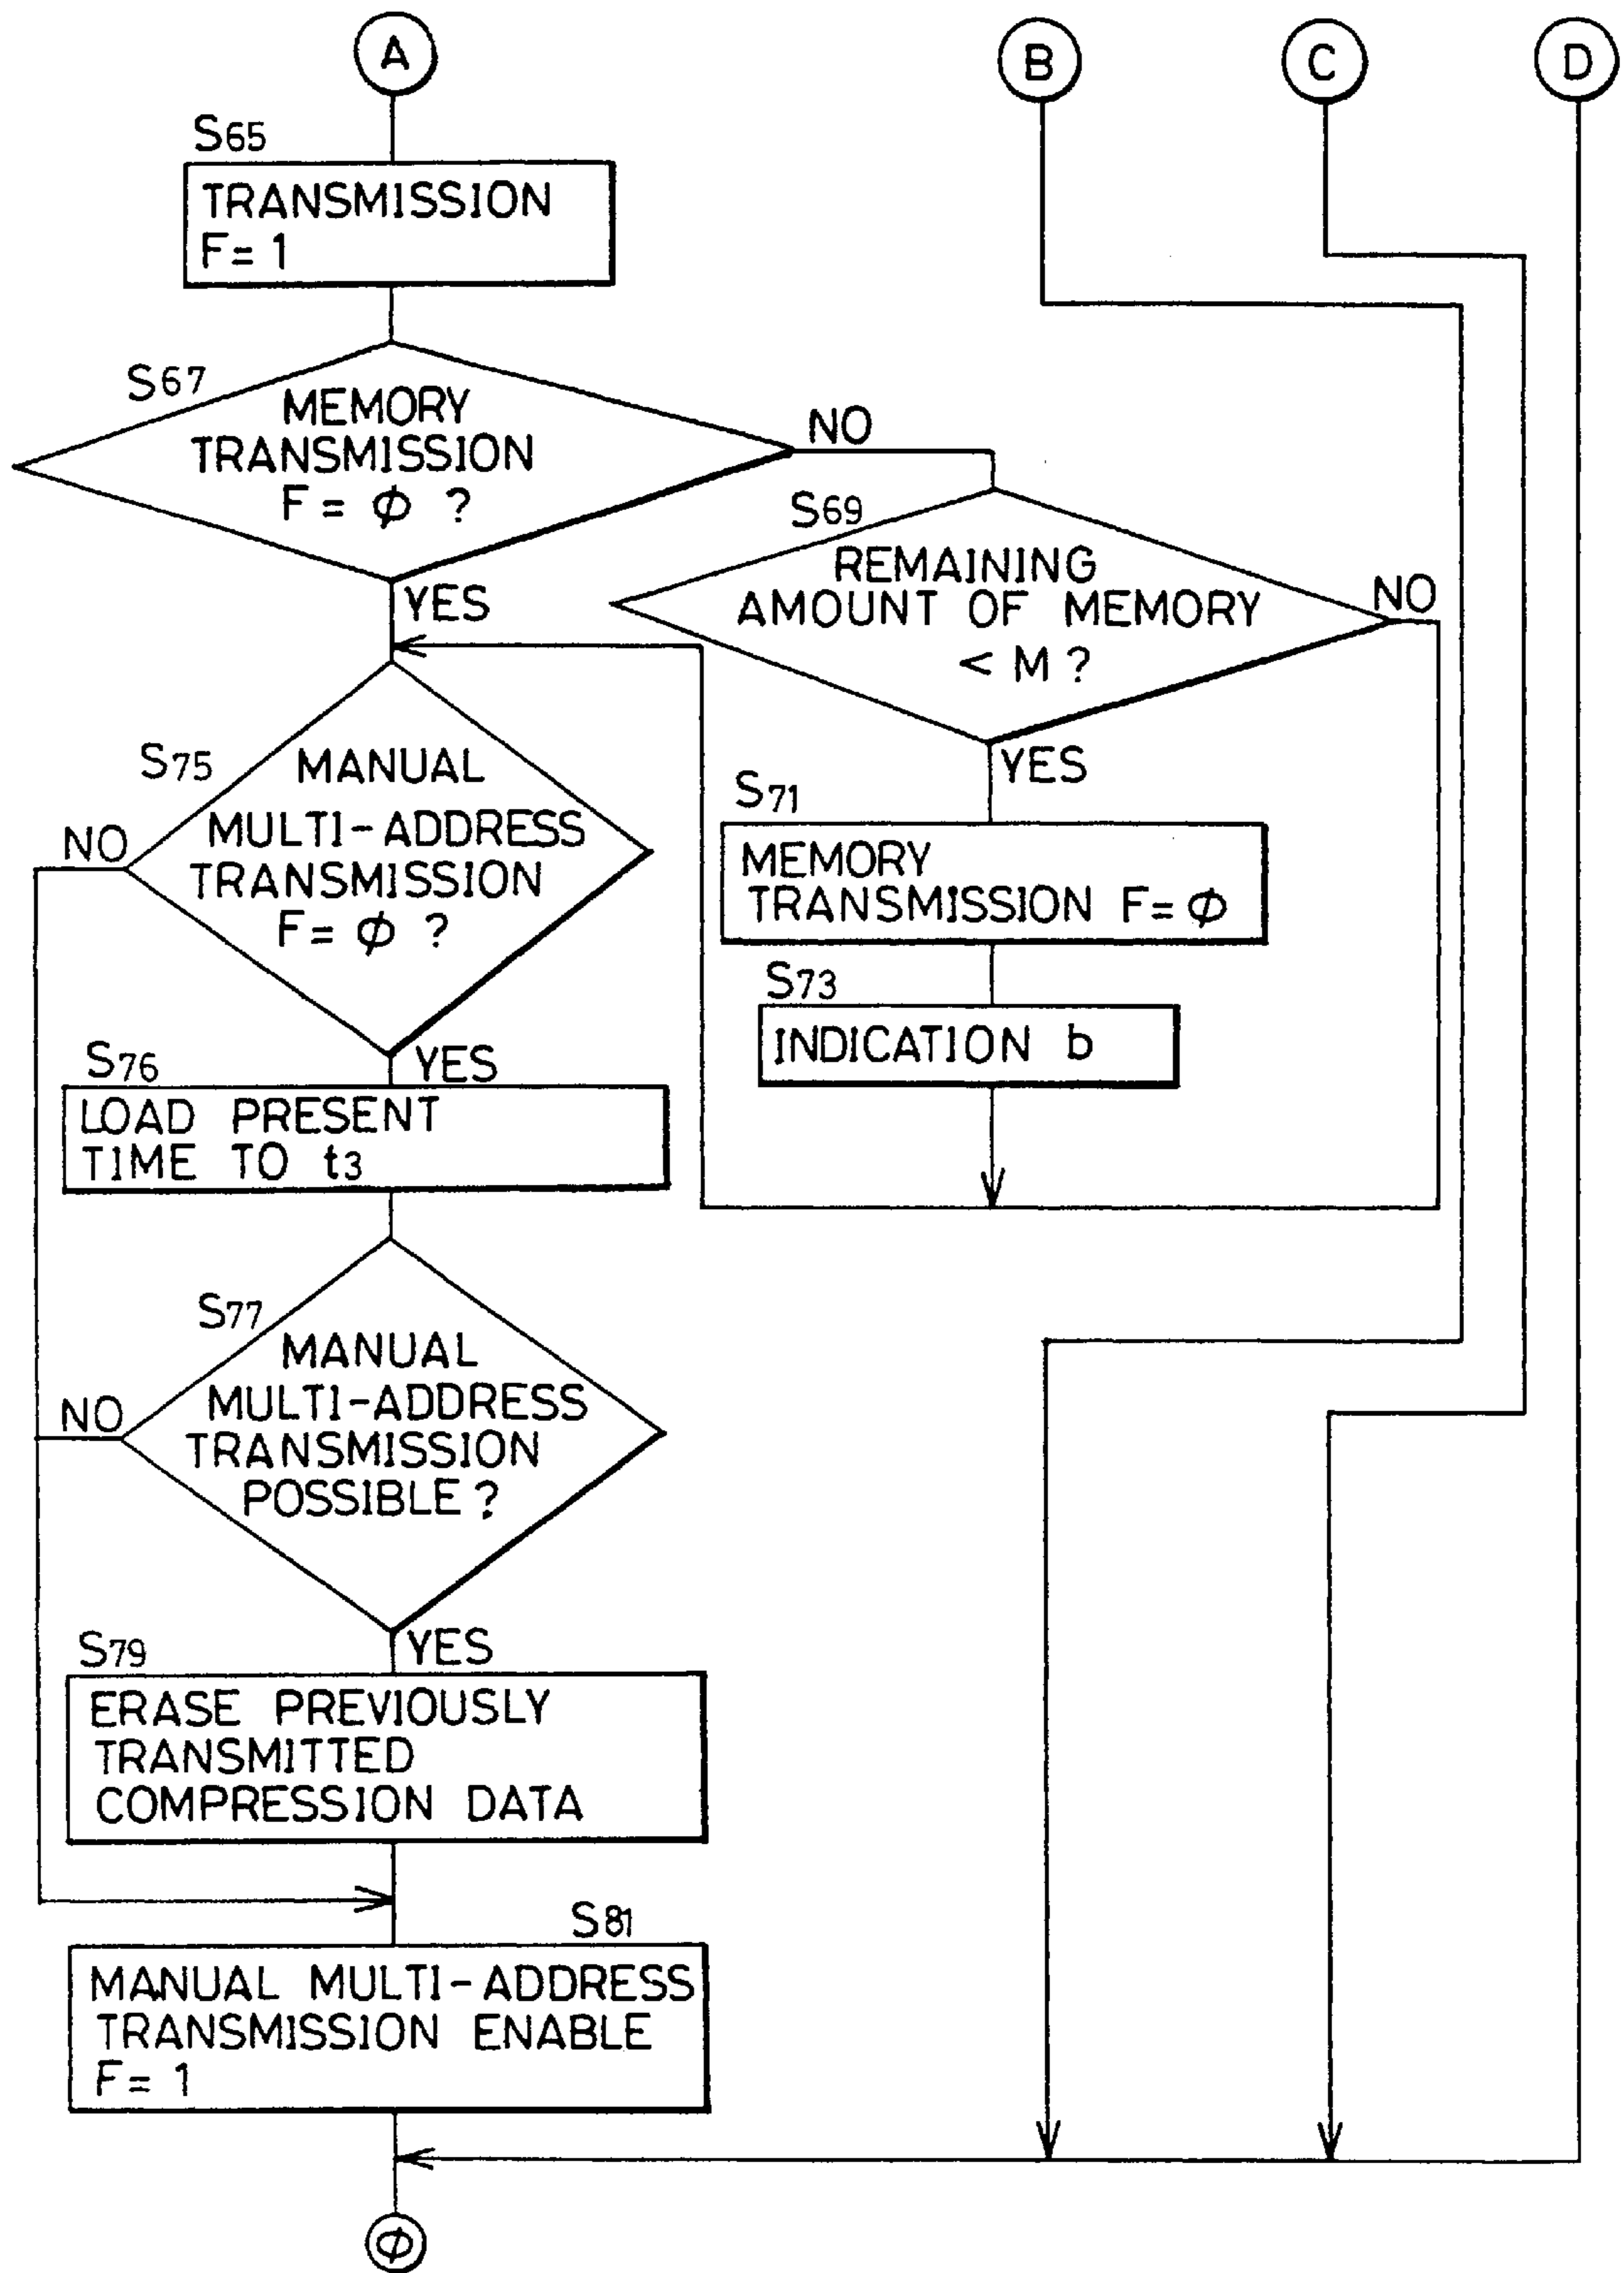 A
B
C
D
S65
TRANSMISSION
F= 1
S67
MEMORY
TRANSMISSION
F= ϕ ?
NO
YES
S69
REMAINING
AMOUNT OF MEMORY
< M ?
NO
YES
S71
MEMORY
TRANSMISSION F= ϕ
S73
INDICATION b
S75
MANUAL
MULTI-ADDRESS
TRANSMISSION
F= ϕ ?
NO
YES
S76
LOAD PRESENT
TIME TO t3
S77
MANUAL
MULTI-ADDRESS
TRANSMISSION
POSSIBLE ?
NO
YES
S79
ERASE PREVIOUSLY
TRANSMITTED
COMPRESSION DATA
S81
MANUAL MULTI-ADDRESS
TRANSMISSION ENABLE
F= 1
ϕ